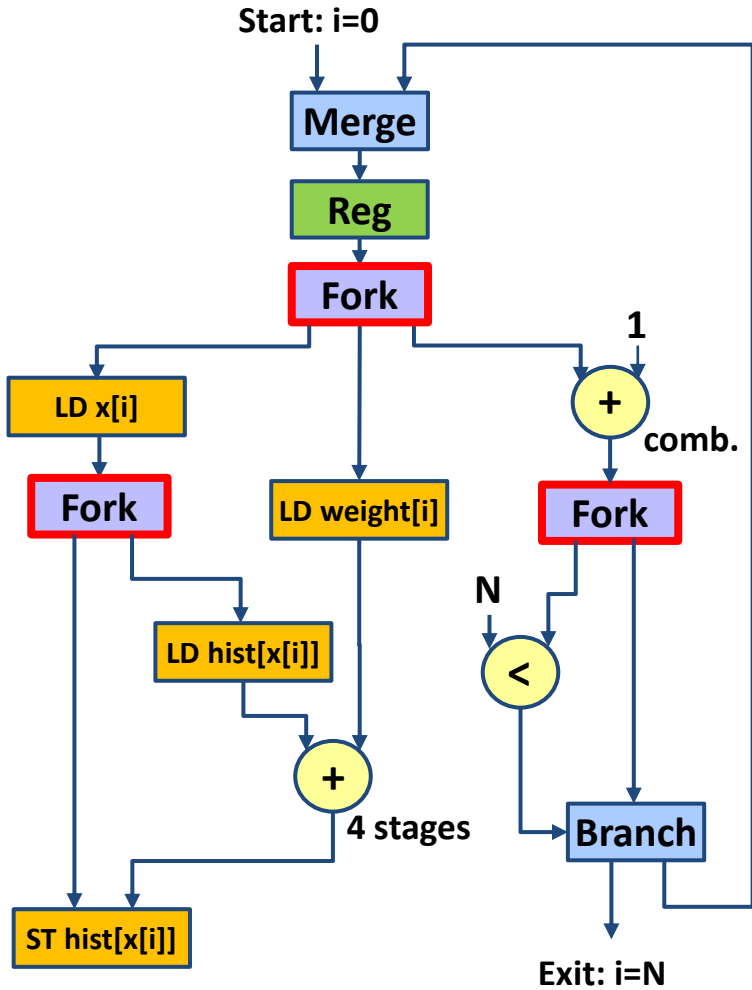 Start: i=0
Merge
Reg
Fork
1
LD x[i]
+
comb.
Fork
LD weight[i]
Fork
N
LD hist[x[i]]
<
+
4 stages
Branch
ST hist[x[i]]
Exit: i=N